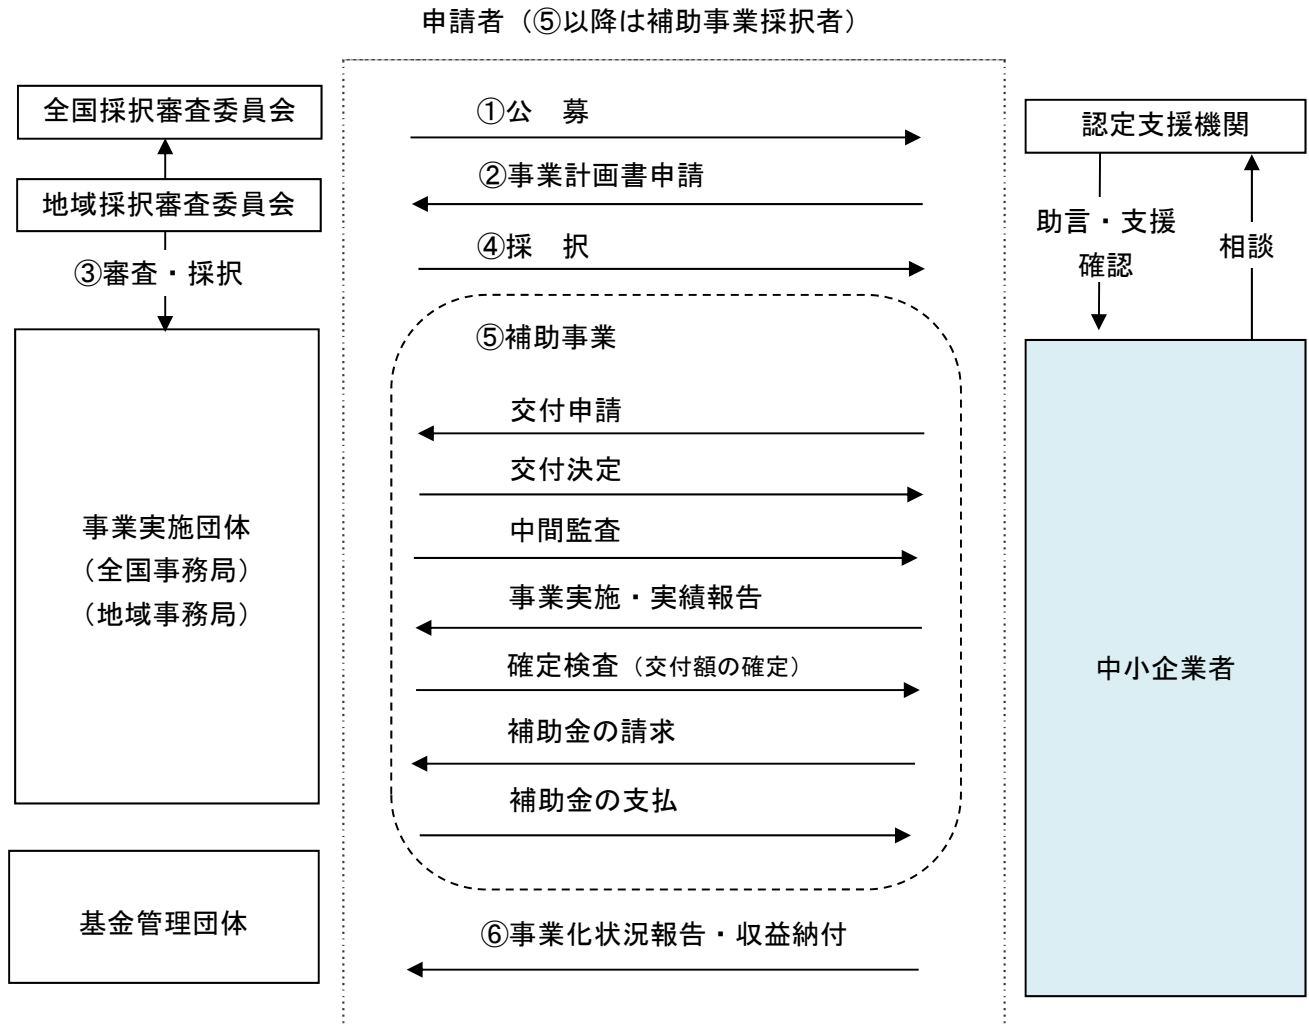 申請者（⑤以降は補助事業採択者）
全国採択審査委員会
地域採択審査委員会
③審査・採択
事業実施団体
（全国事務局）
（地域事務局）
基金管理団体
①公　募
②事業計画書申請
④採　択
⑤補助事業
交付申請
交付決定
中間監査
事業実施・実績報告
確定検査（交付額の確定）
補助金の請求
補助金の支払
⑥事業化状況報告・収益納付
認定支援機関
助言・支援
確認
相談
中小企業者